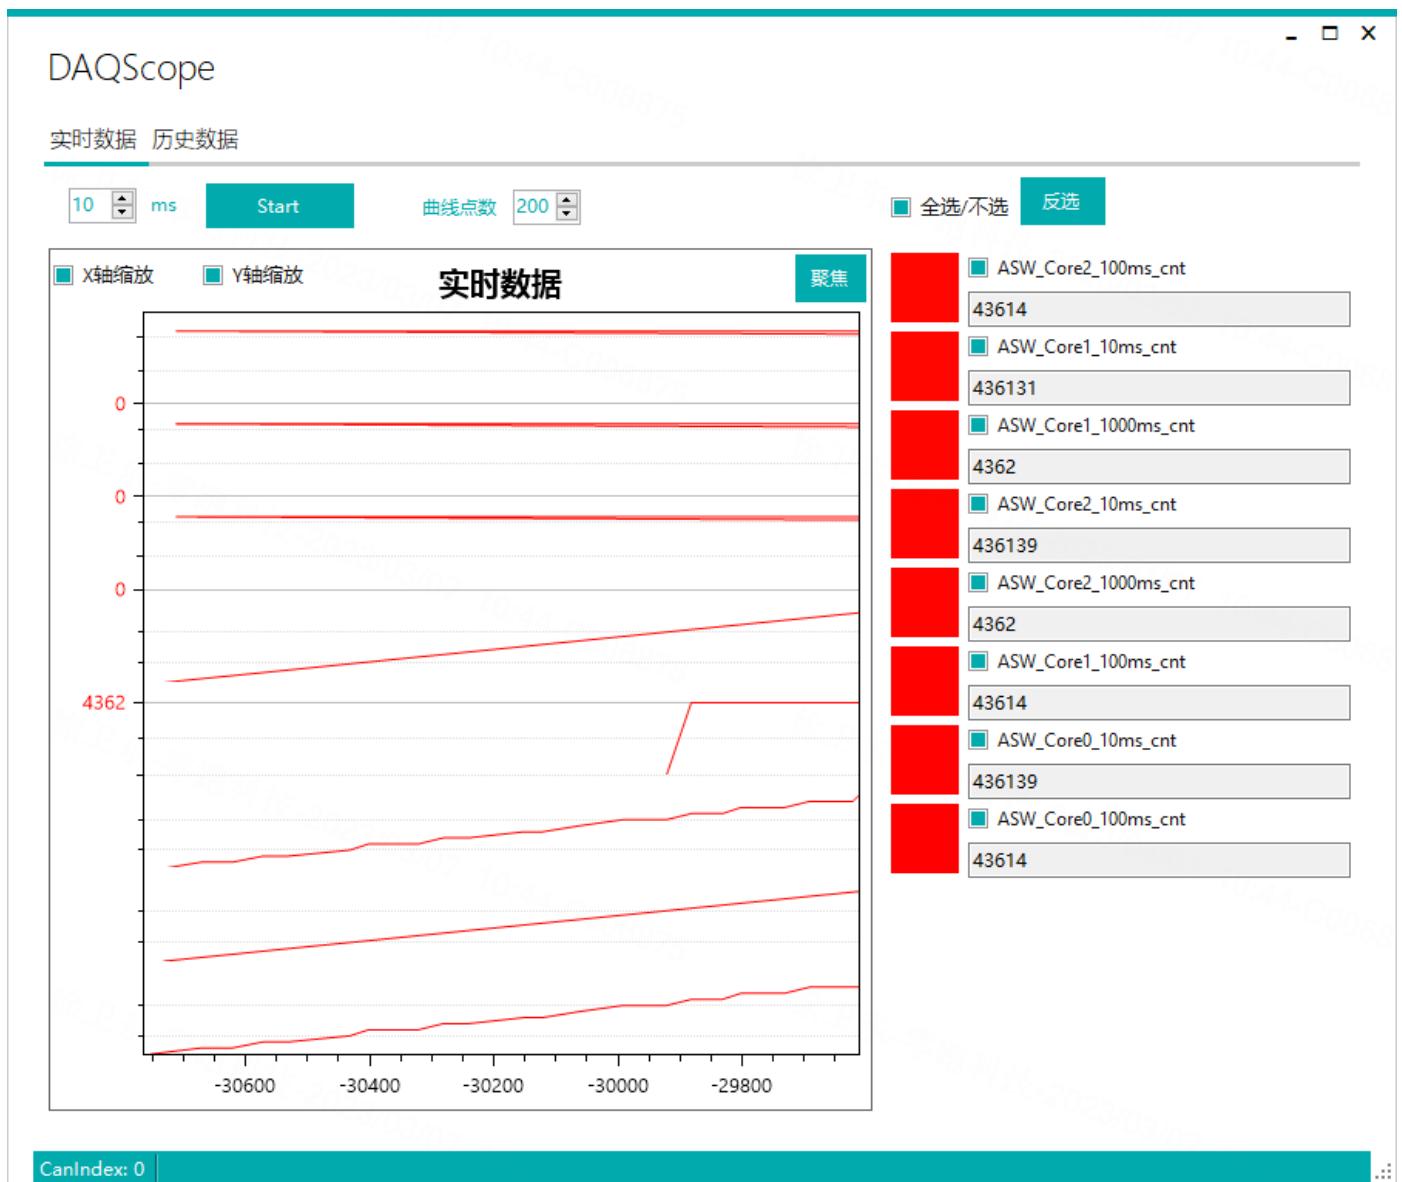 DAQScope
实时数据 历史数据
10 ms Start 曲线点数 200 全选/不选 反选
X轴缩放 Y轴缩放 实时数据 聚焦
0
0
0
4362
-30600 -30400 -30200 -30000 -29800
ASW_Core2_100ms_cnt
43614
ASW_Core1_10ms_cnt
436131
ASW_Core1_1000ms_cnt
4362
ASW_Core2_10ms_cnt
436139
ASW_Core2_1000ms_cnt
4362
ASW_Core1_100ms_cnt
43614
ASW_Core0_10ms_cnt
436139
ASW_Core0_100ms_cnt
43614
CanIndex: 0